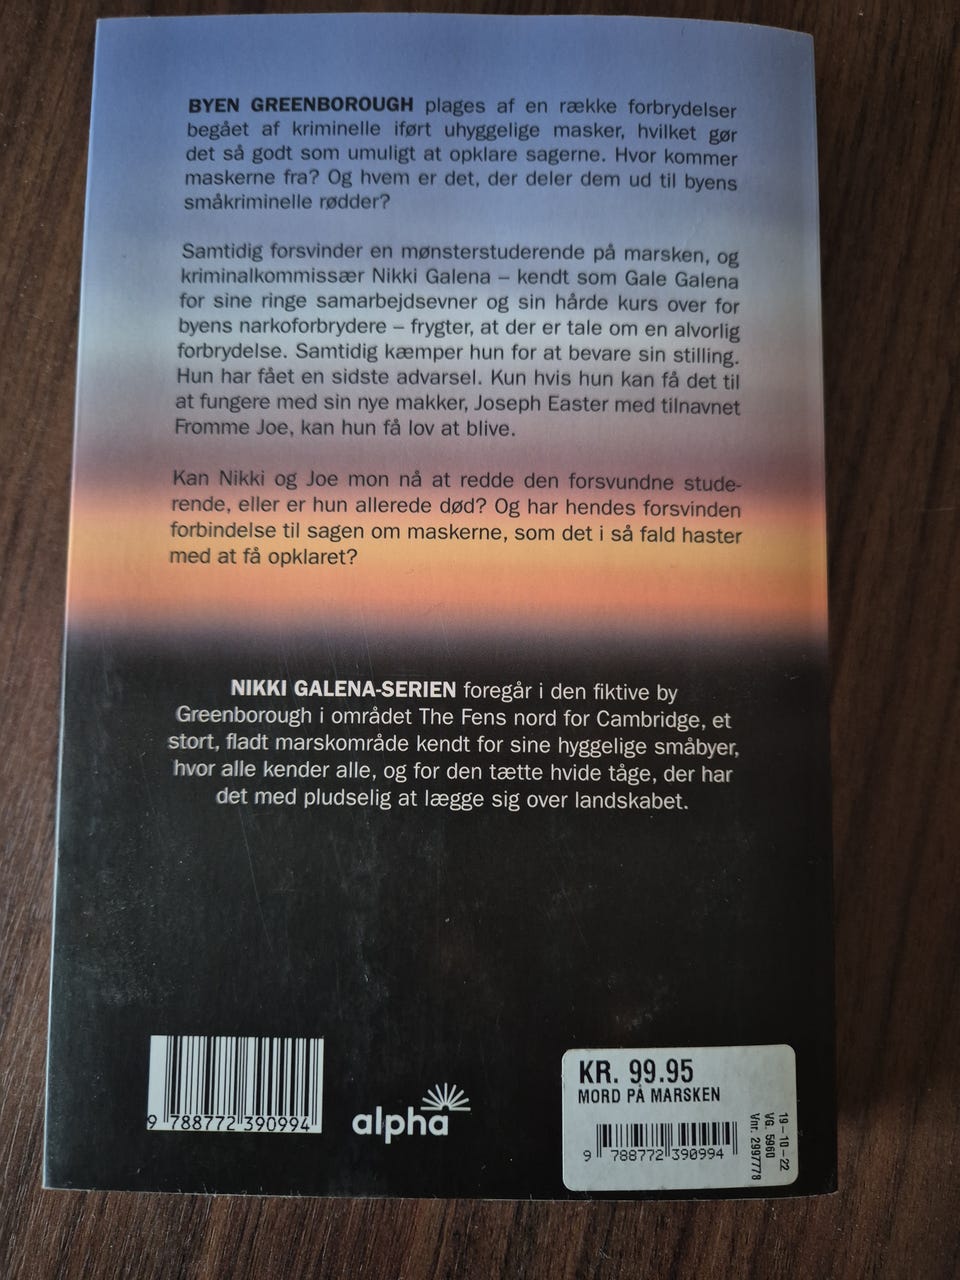 BYEN GREENBOROUGH plages af en række forbrydelser
begået af kriminelle iført uhyggelige masker, hvilket gør
det så godt som umuligt at opklare sagerne. Hvor kommer
maskerne fra? Og hvem er det, der deler dem ud til byens
småkriminelle rødder?
Samtidig forsvinder en mønsterstuderende på marsken, og
kriminalkommissær Nikki Galena – kendt som Gale Galena
for sine ringe samarbejdsevner og sin hårde kurs over for
byens narkoforbrydere – frygter, at der er tale om en alvorlig
forbrydelse. Samtidig kæmper hun for at bevare sin stilling.
Hun har fået en sidste advarsel. Kun hvis hun kan få det til
at fungere med sin nye makker, Joseph Easter med tilnavnet
Fromme Joe, kan hun få lov at blive.
Kan Nikki og Joe mon nå at redde den forsvundne stude-
rende, eller er hun allerede død? Og har hendes forsvinden
forbindelse til sagen om maskerne, som det i så fald haster
med at få opklaret?
NIKKI GALENA-SERIEN foregår i den fiktive by
Greenborough i området The Fens nord for Cambridge, et
stort, fladt marskområde kendt for sine hyggelige småbyer,
hvor alle kender alle, og for den tætte hvide tåge, der har
det med pludselig at lægge sig over landskabet.
9 788772 390994
alpha
KR. 99.95
MORD PÅ MARSKEN
9 788772 390994
19-10-22
VG. 5960
Vnr. 2997778